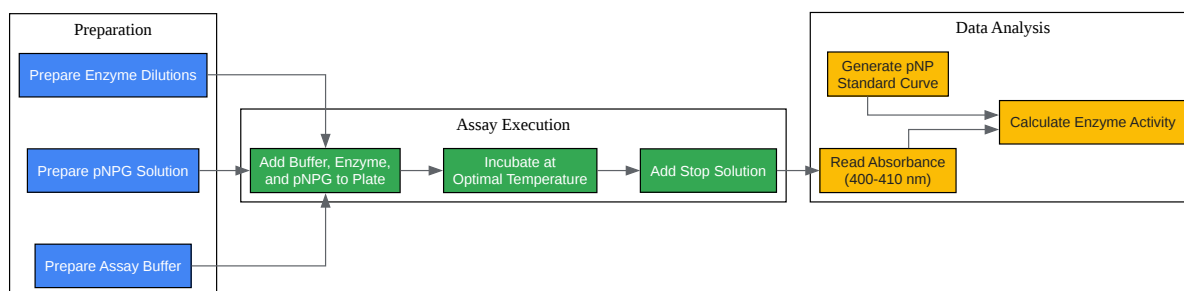 Preparation
Prepare Enzyme Dilutions
Prepare pNPG Solution
Prepare Assay Buffer
Assay Execution
Add Buffer, Enzyme,
and pNPG to Plate
Incubate at
Optimal Temperature
Add Stop Solution
Data Analysis
Generate pNP
Standard Curve
Read Absorbance
(400-410 nm)
Calculate Enzyme Activity